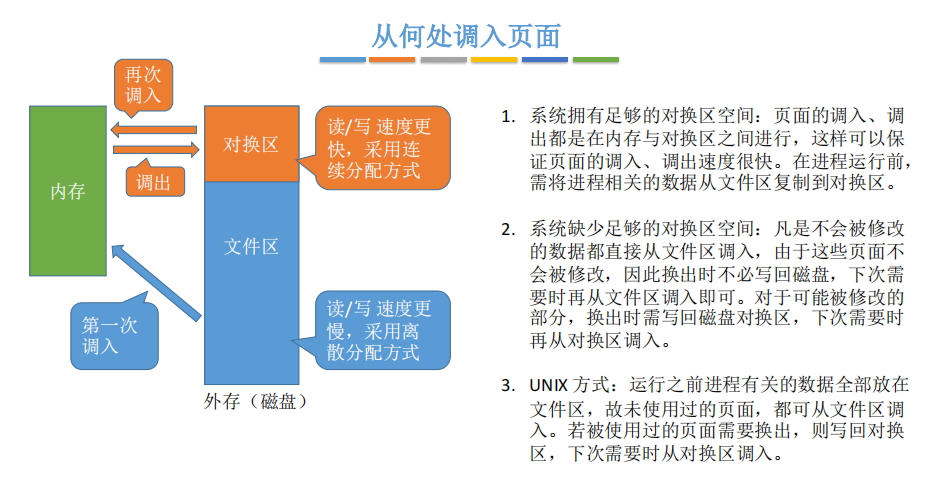 从何处调入页面
再次
调入
对换区
读/写 速度更
快，采用连
续分配方式
调出
内存
文件区
第一次
调入
读/写 速度更
慢，采用离
散分配方式
外存（磁盘）
1. 系统拥有足够的对换区空间：页面的调入、调
出都是在内存与对换区之间进行，这样可以保
证页面的调入、调出速度很快。在进程运行前，
需将进程相关的数据从文件区复制到对换区。
2. 系统缺少足够的对换区空间：凡是不会被修改
的数据都直接从文件区调入，由于这些页面不
会被修改，因此换出时不必写回磁盘，下次需
要时再从文件区调入即可。对于可能被修改的
部分，换出时需写回磁盘对换区，下次需要时
再从对换区调入。
3. UNIX 方式：运行之前进程有关的数据全部放在
文件区，故未使用过的页面，都可从文件区调
入。若被使用过的页面需要换出，则写回对换
区，下次需要时从对换区调入。